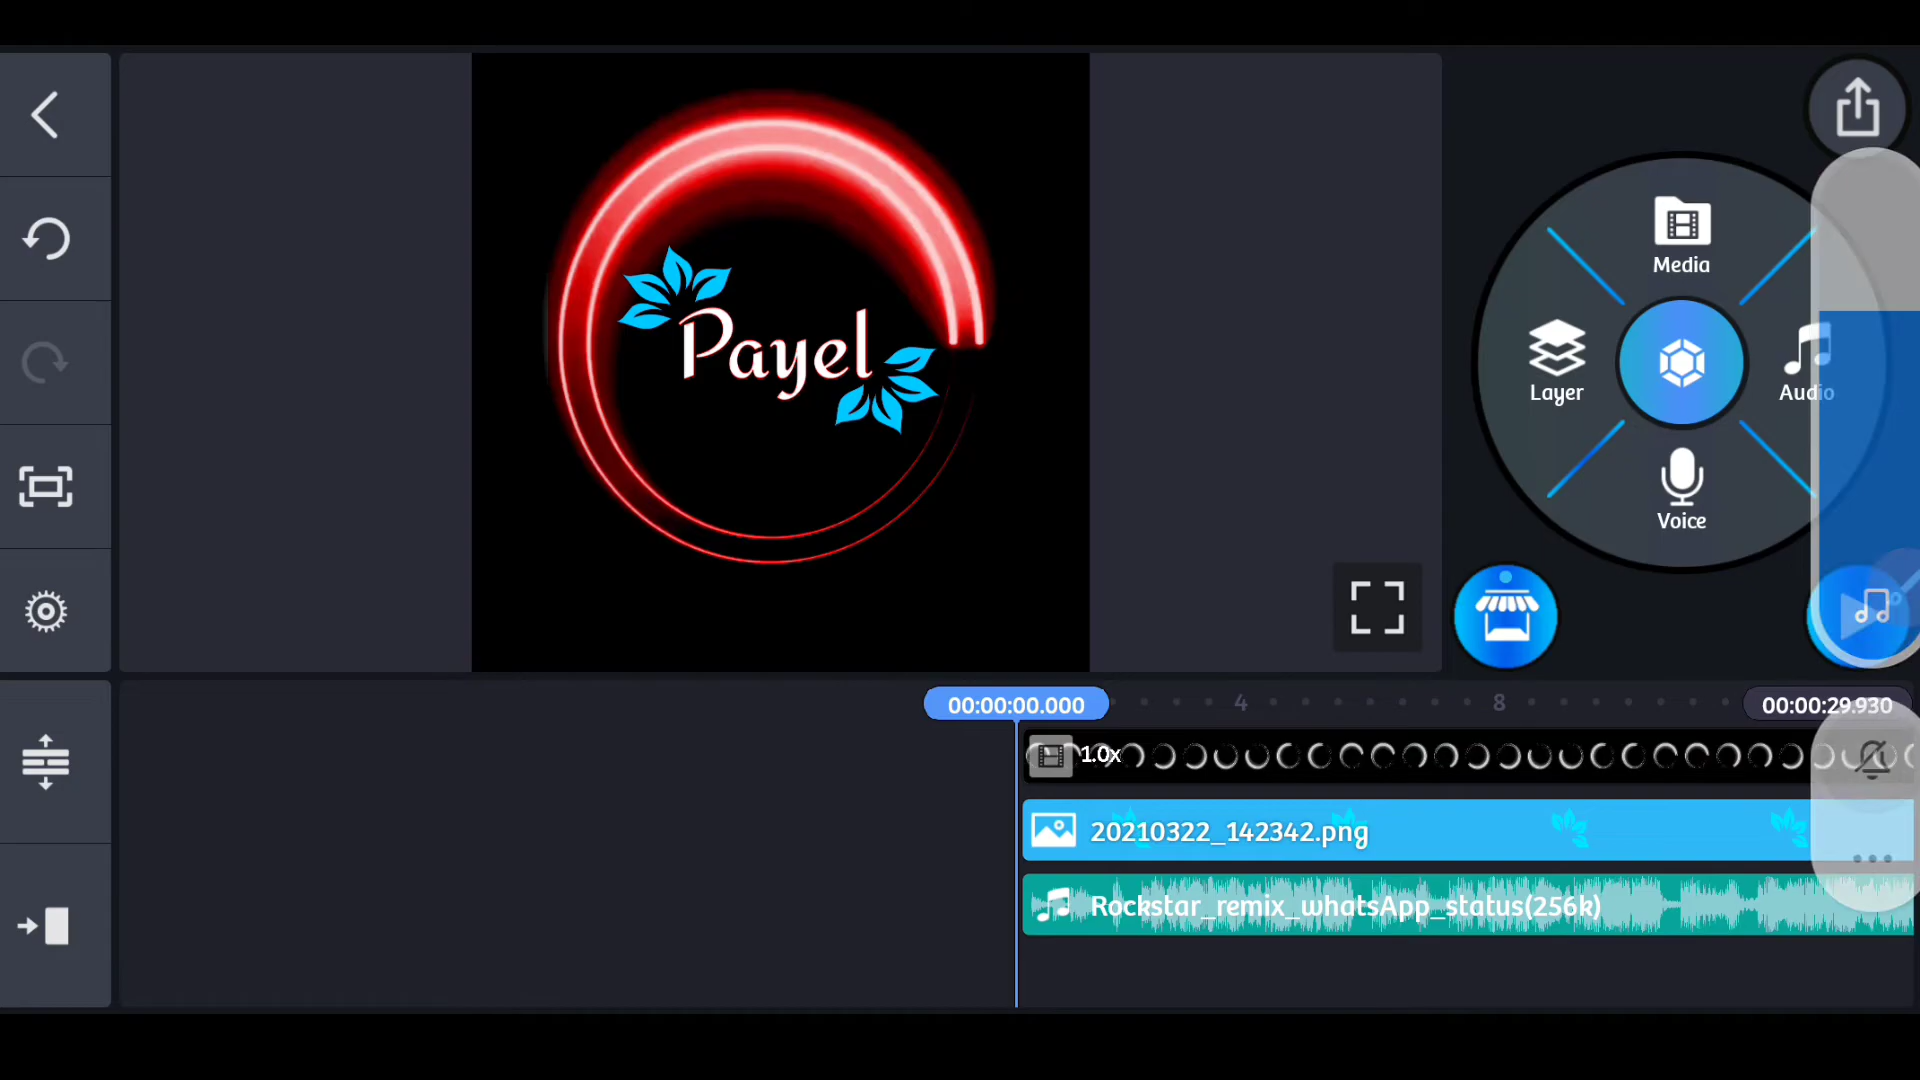 Payel
Media
Layer
Audio
Voice
00:00:00.000
4
8
00:00:29.930
1.0x
20210322_142342.png
Rockstar_remix_whatsApp_status(256k)